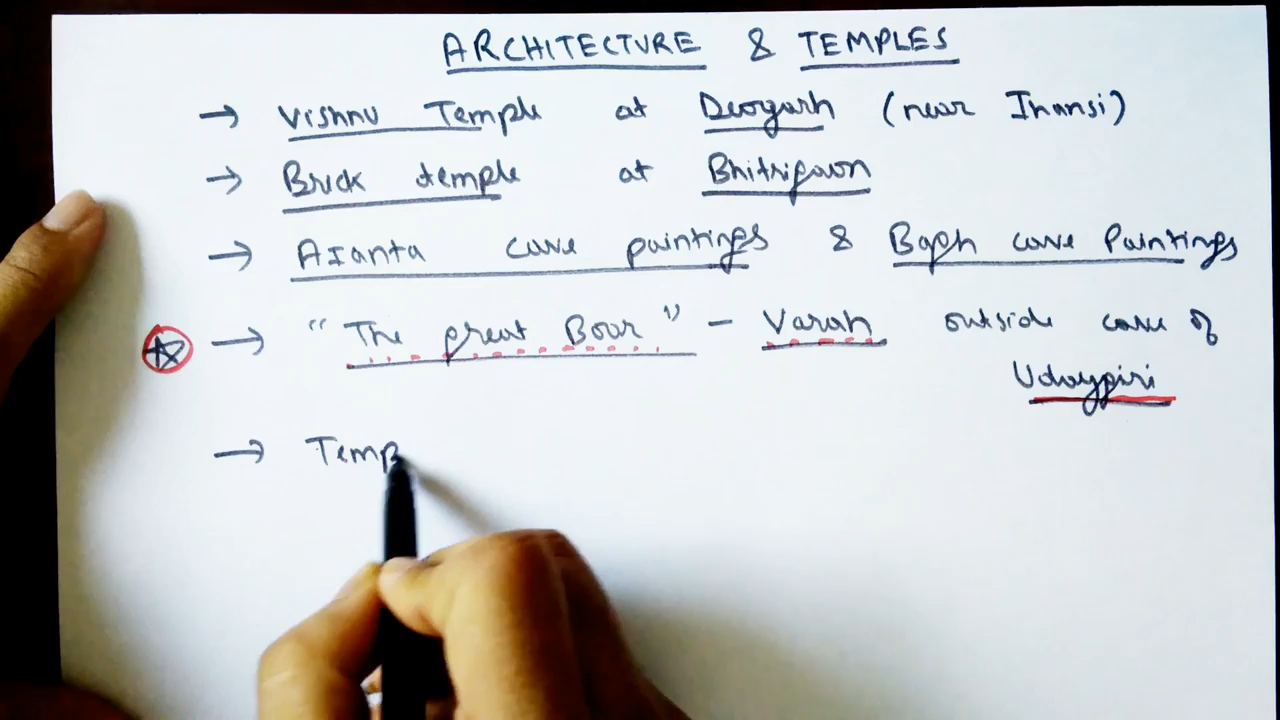 ARCHITECTURE & TEMPLES
→ Vishnu Temple at Deogarh (near Jhansi)
→ Brick temple at Bhitrigaon
→ Ajanta cave paintings & Bagh cave Paintings
→ "The great Boar" - Varah outside cave of
Udaygiri
→ Temp